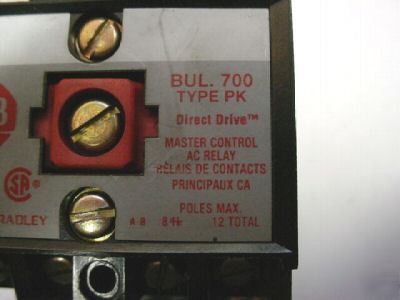 BUL. 700
TYPE PK
Direct Drive™
MASTER CONTROL
AC RELAY
RELAIS DE CONTACTS
PRINCIPAUX CA
POLES MAX.
A B 12 TOTAL
RADLEY
B
SA